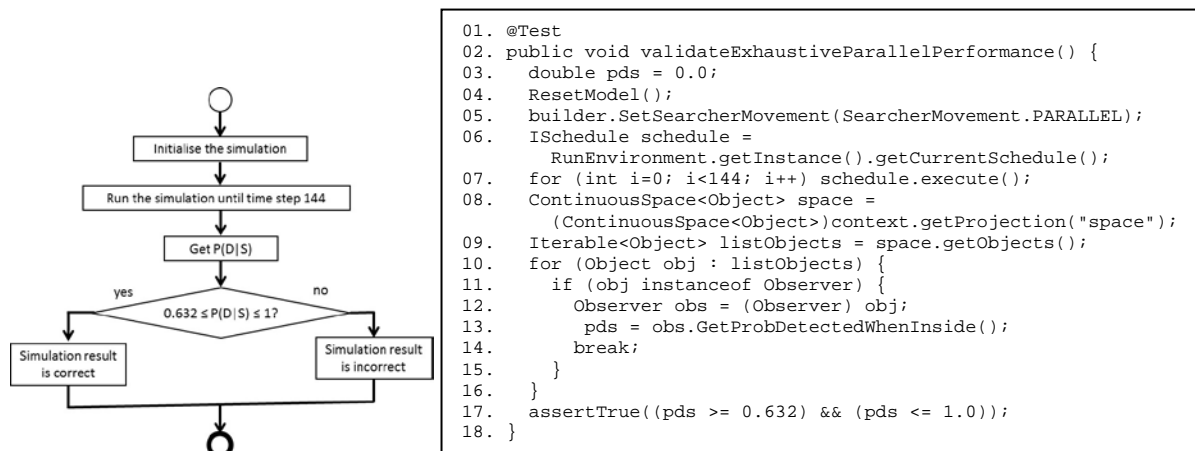 Initialise the simulation
Run the simulation until time step 144
Get P(D|S)
yes
no
0.632 ≤ P(D|S) ≤ 1?
Simulation result
is correct
Simulation result
is incorrect
01. @Test
02. public void validateExhaustiveParallelPerformance() {
03. double pds = 0.0;
04. ResetModel();
05. builder.SetSearcherMovement(SearcherMovement.PARALLEL);
06. ISchedule schedule =
RunEnvironment.getInstance().getCurrentSchedule();
07. for (int i=0; i<144; i++) schedule.execute();
08. ContinuousSpace<Object> space =
(ContinuousSpace<Object>)context.getProjection("space");
09. Iterable<Object> listObjects = space.getObjects();
10. for (Object obj : listObjects) {
11. if (obj instanceof Observer) {
12. Observer obs = (Observer) obj;
13. pds = obs.GetProbDetectedWhenInside();
14. break;
15. }
16. }
17. assertTrue((pds >= 0.632) && (pds <= 1.0));
18. }